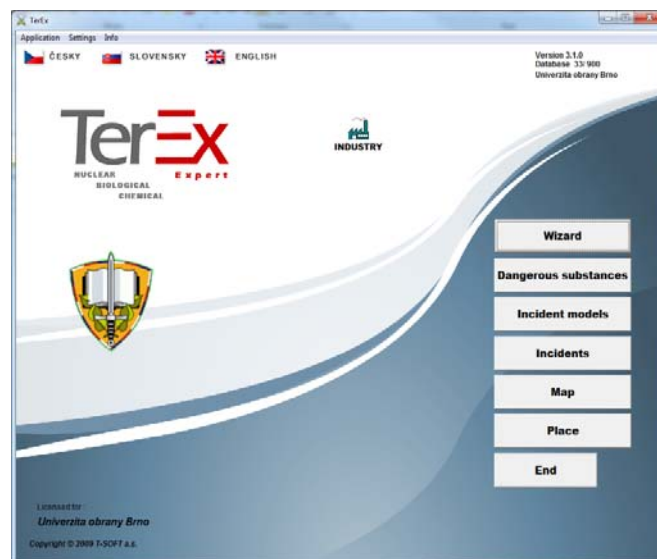 TerEx
Application Settings Info
ČESKY SLOVENSKY ENGLISH
Version 3.1.0
Database 33/900
Univerzita obrany Brno
TerEx
Expert
NUCLEAR
BIOLOGICAL
CHEMICAL
INDUSTRY
Wizard
Dangerous substances
Incident models
Incidents
Map
Place
End
Licensed for :
Univerzita obrany Brno
Copyright © 2009 T-SOFT a.s.